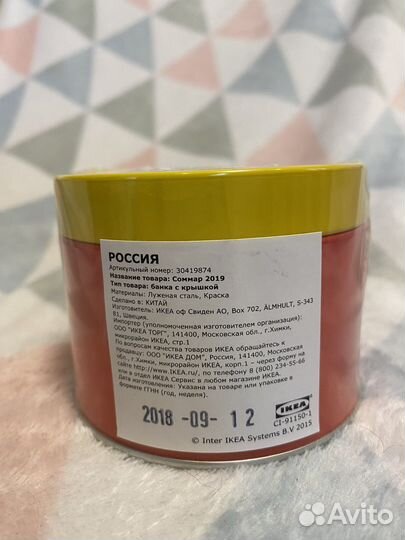 РОССИЯ
Артикульный номер: 30419874
Название товара: Соммар 2019
Тип товара: банка с крышкой
Материалы: Луженая сталь, Краска
Сделано в: КИТАЙ
Изготовитель: ИКЕА оф Свиден АО, Box 702, ÄLMHULT, S-343
81, Швеция.
Импортер (уполномоченная изготовителем организация):
ООО "ИКЕА ТОРГ", 141400, Московская обл., г.Химки,
микрорайон ИКЕА, стр.1
По вопросам качества товаров ИКЕА обращайтесь к
продавцу: ООО "ИКЕА ДОМ", Россия, 141400, Московская
обл., г.Химки, микрорайон ИКЕА, корп.1 - через форму на
сайте http://www.IKEA.ru/, по телефону 8 (800) 234-55-66
или в отдел ИКЕА Сервис в любом магазине ИКЕА.
Дата изготовления: Указана на товаре или упаковке в
формате ГГНН (год, неделя).
2018 -09- 12
IKEA
CI-91150-1
© Inter IKEA Systems B.V 2015
Avito